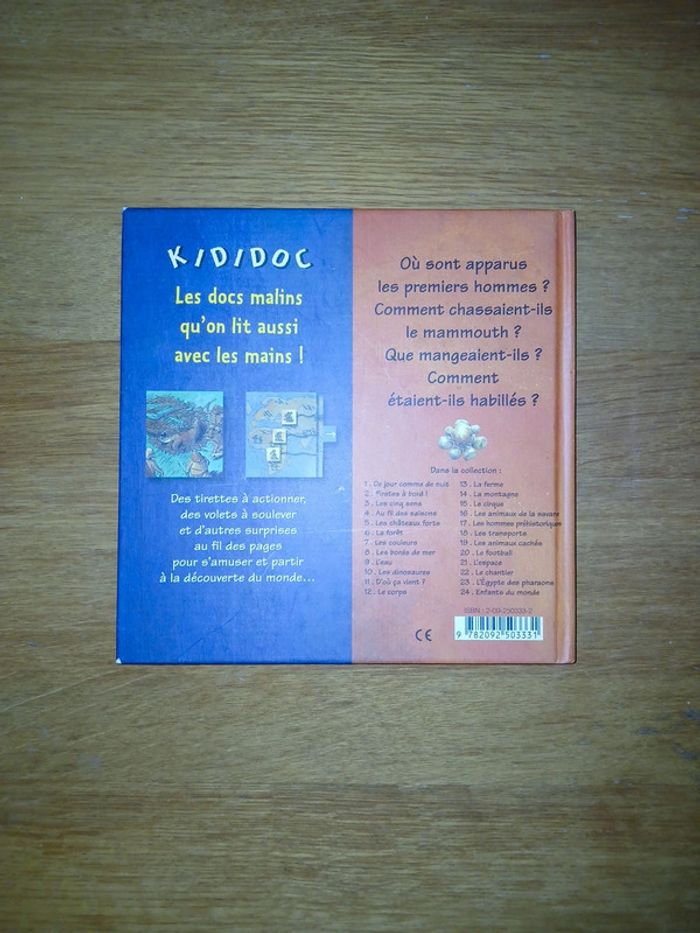 KIDIDOC
Les docs malins
qu'on lit aussi
avec les mains !
Des tirettes à actionner,
des volets à soulever
et d'autres surprises
au fil des pages
pour s'amuser et partir
à la découverte du monde...
Où sont apparus
les premiers hommes ?
Comment chassaient-ils
le mammouth ?
Que mangeaient-ils ?
Comment
étaient-ils habillés ?
Dans la collection :
1 . De jour comme de nuit
2 . Pirates à bord !
3 . Les cinq sens
4 . Au fil des saisons
5 . Les châteaux forts
6 . La forêt
7 . Les couleurs
8 . Les bords de mer
9 . L'eau
10 . Les dinosaures
11 . D'où ça vient ?
12 . Le corps
13 . La ferme
14 . La montagne
15 . Le cirque
16 . Les animaux de la savane
17 . Les hommes préhistoriques
18 . Les transports
19 . Les animaux cachés
20 . Le football
21 . L'espace
22 . Le chantier
23 . L'Égypte des pharaons
24 . Enfants du monde
ISBN : 2-09-250333-2
CE
9 782092 503331